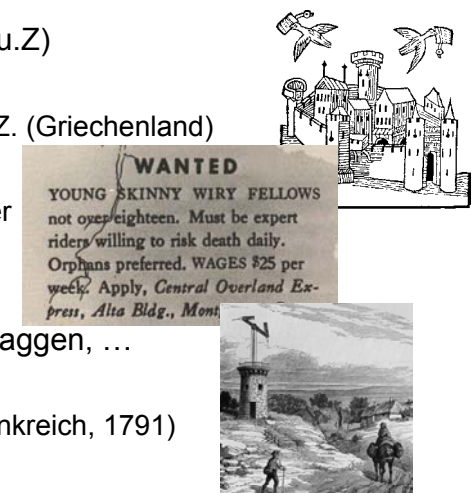 u.Z)
Z. (Griechenland)
WANTED
YOUNG SKINNY WIRY FELLOWS
not over eighteen. Must be expert
riders willing to risk death daily.
Orphans preferred. WAGES $25 per
week. Apply, Central Overland Ex-
press, Alta Bldg., Mont
er
aggen, …
nkreich, 1791)